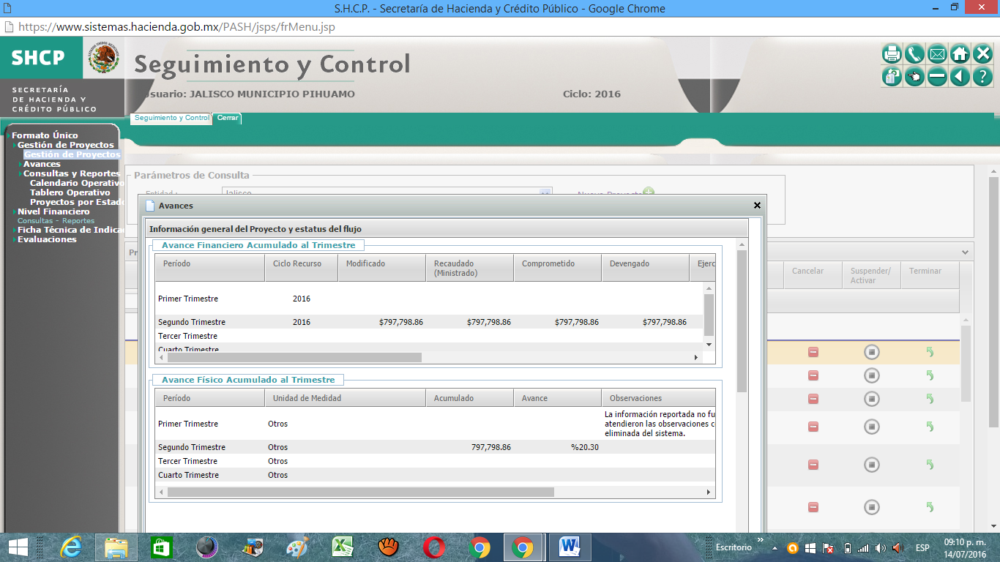 S.H.C.P. - Secretaría de Hacienda y Crédito Público - Google Chrome
https://www.sistemas.hacienda.gob.mx/PASH/jsps/frMenu.jsp
SHCP
SECRETARÍA
DE HACIENDA Y
CRÉDITO PÚBLICO
Seguimiento y Control
Usuario: JALISCO MUNICIPIO PIHUAMO
Ciclo: 2016
Seguimiento y Control
Cerrar
Formato Único
Gestión de Proyectos
Gestión de Proyectos
Avances
Consultas y Reportes
Calendario Operativo
Tablero Operativo
Proyectos por Estado
Nivel Financiero
Consultas - Reportes
Ficha Técnica de Indica
Evaluaciones
Parámetros de Consulta
Entidad :
Jalisco
Nuevo Proyecto
Pr
Cancelar
Suspender/
Activar
Terminar
Avances
Información general del Proyecto y estatus del flujo
Avance Financiero Acumulado al Trimestre
Período Ciclo Recurso Modificado Recaudado (Ministrado) Comprometido Devengado Ejerc
Primer Trimestre 2016
Segundo Trimestre 2016 $797,798.86 $797,798.86 $797,798.86 $797,798.86
Tercer Trimestre
Cuarto Trimestre
Avance Físico Acumulado al Trimestre
Período Unidad de Medidad Acumulado Avance Observaciones
Primer Trimestre Otros
La información reportada no fu
atendieron las observaciones c
eliminada del sistema.
Segundo Trimestre Otros 797,798.86 %20.30
Tercer Trimestre Otros
Cuarto Trimestre Otros
Escritorio
ESP
09:10 p. m.
14/07/2016